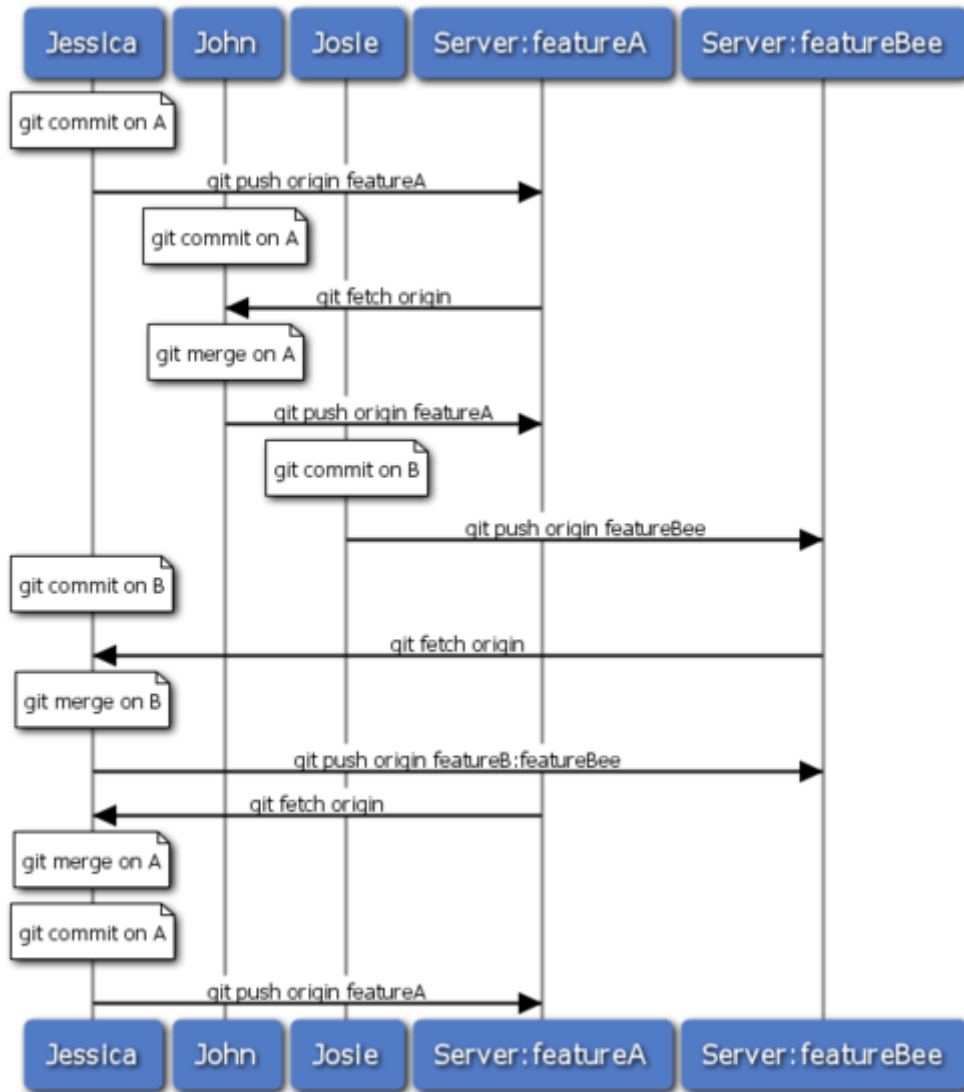 Jessica John Josie Server:featureA Server:featureBee
git commit on A
git push origin featureA
git commit on A
git fetch origin
git merge on A
git push origin featureA
git commit on B
git push origin featureBee
git commit on B
git fetch origin
git merge on B
git push origin featureB:featureBee
git fetch origin
git merge on A
git commit on A
git push origin featureA
Jessica John Josie Server:featureA Server:featureBee